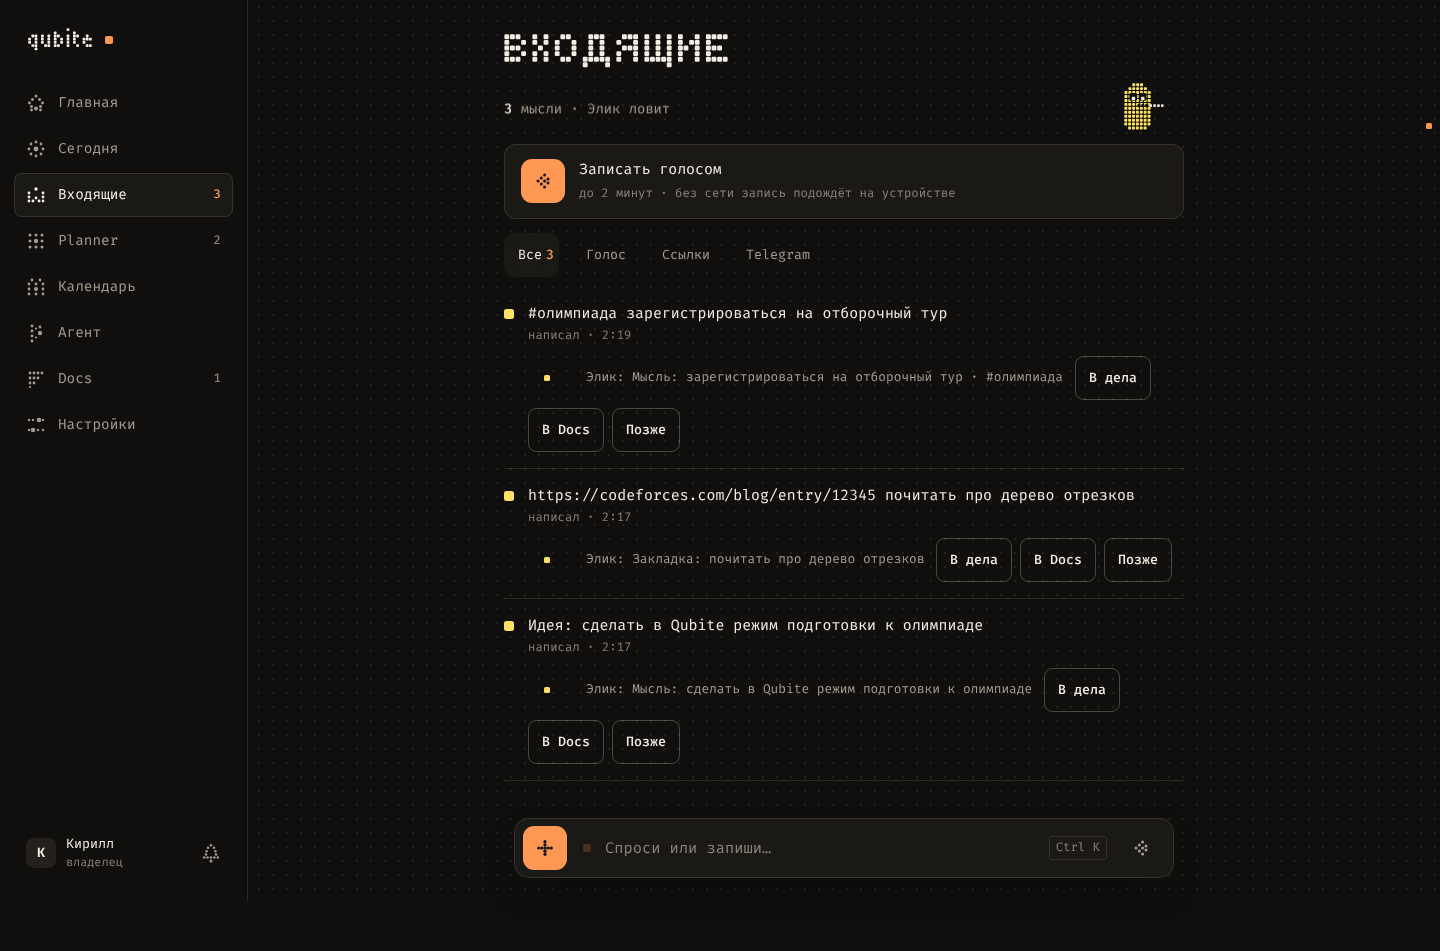 qubite
Главная
Сегодня
Входящие 3
Planner 2
Календарь
Агент
Docs 1
Настройки
К
Кирилл
владелец
ВХОДЯЩИЕ
3 мысли · Элик ловит
Записать голосом
до 2 минут · без сети запись подождёт на устройстве
Все 3 Голос Ссылки Telegram
#олимпиада зарегистрироваться на отборочный тур
написал · 2:19
Элик: Мысль: зарегистрироваться на отборочный тур · #олимпиада В дела
В Docs Позже
https://codeforces.com/blog/entry/12345 почитать про дерево отрезков
написал · 2:17
Элик: Закладка: почитать про дерево отрезков В дела В Docs Позже
Идея: сделать в Qubite режим подготовки к олимпиаде
написал · 2:17
Элик: Мысль: сделать в Qubite режим подготовки к олимпиаде В дела
В Docs Позже
Спроси или запиши… Ctrl K